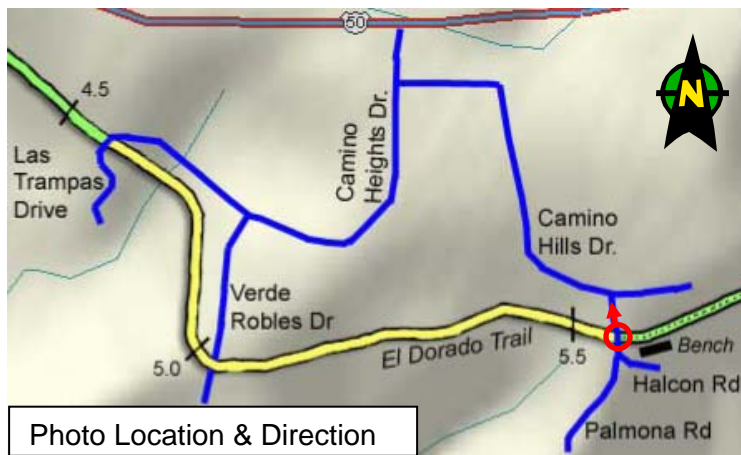 50
4.5
N
Las
Trampas
Drive
Camino
Heights Dr.
Camino
Hills Dr.
Verde
Robles Dr
5.0
El Dorado Trail
5.5
Bench
Halcon Rd
Palmona Rd
Photo Location & Direction